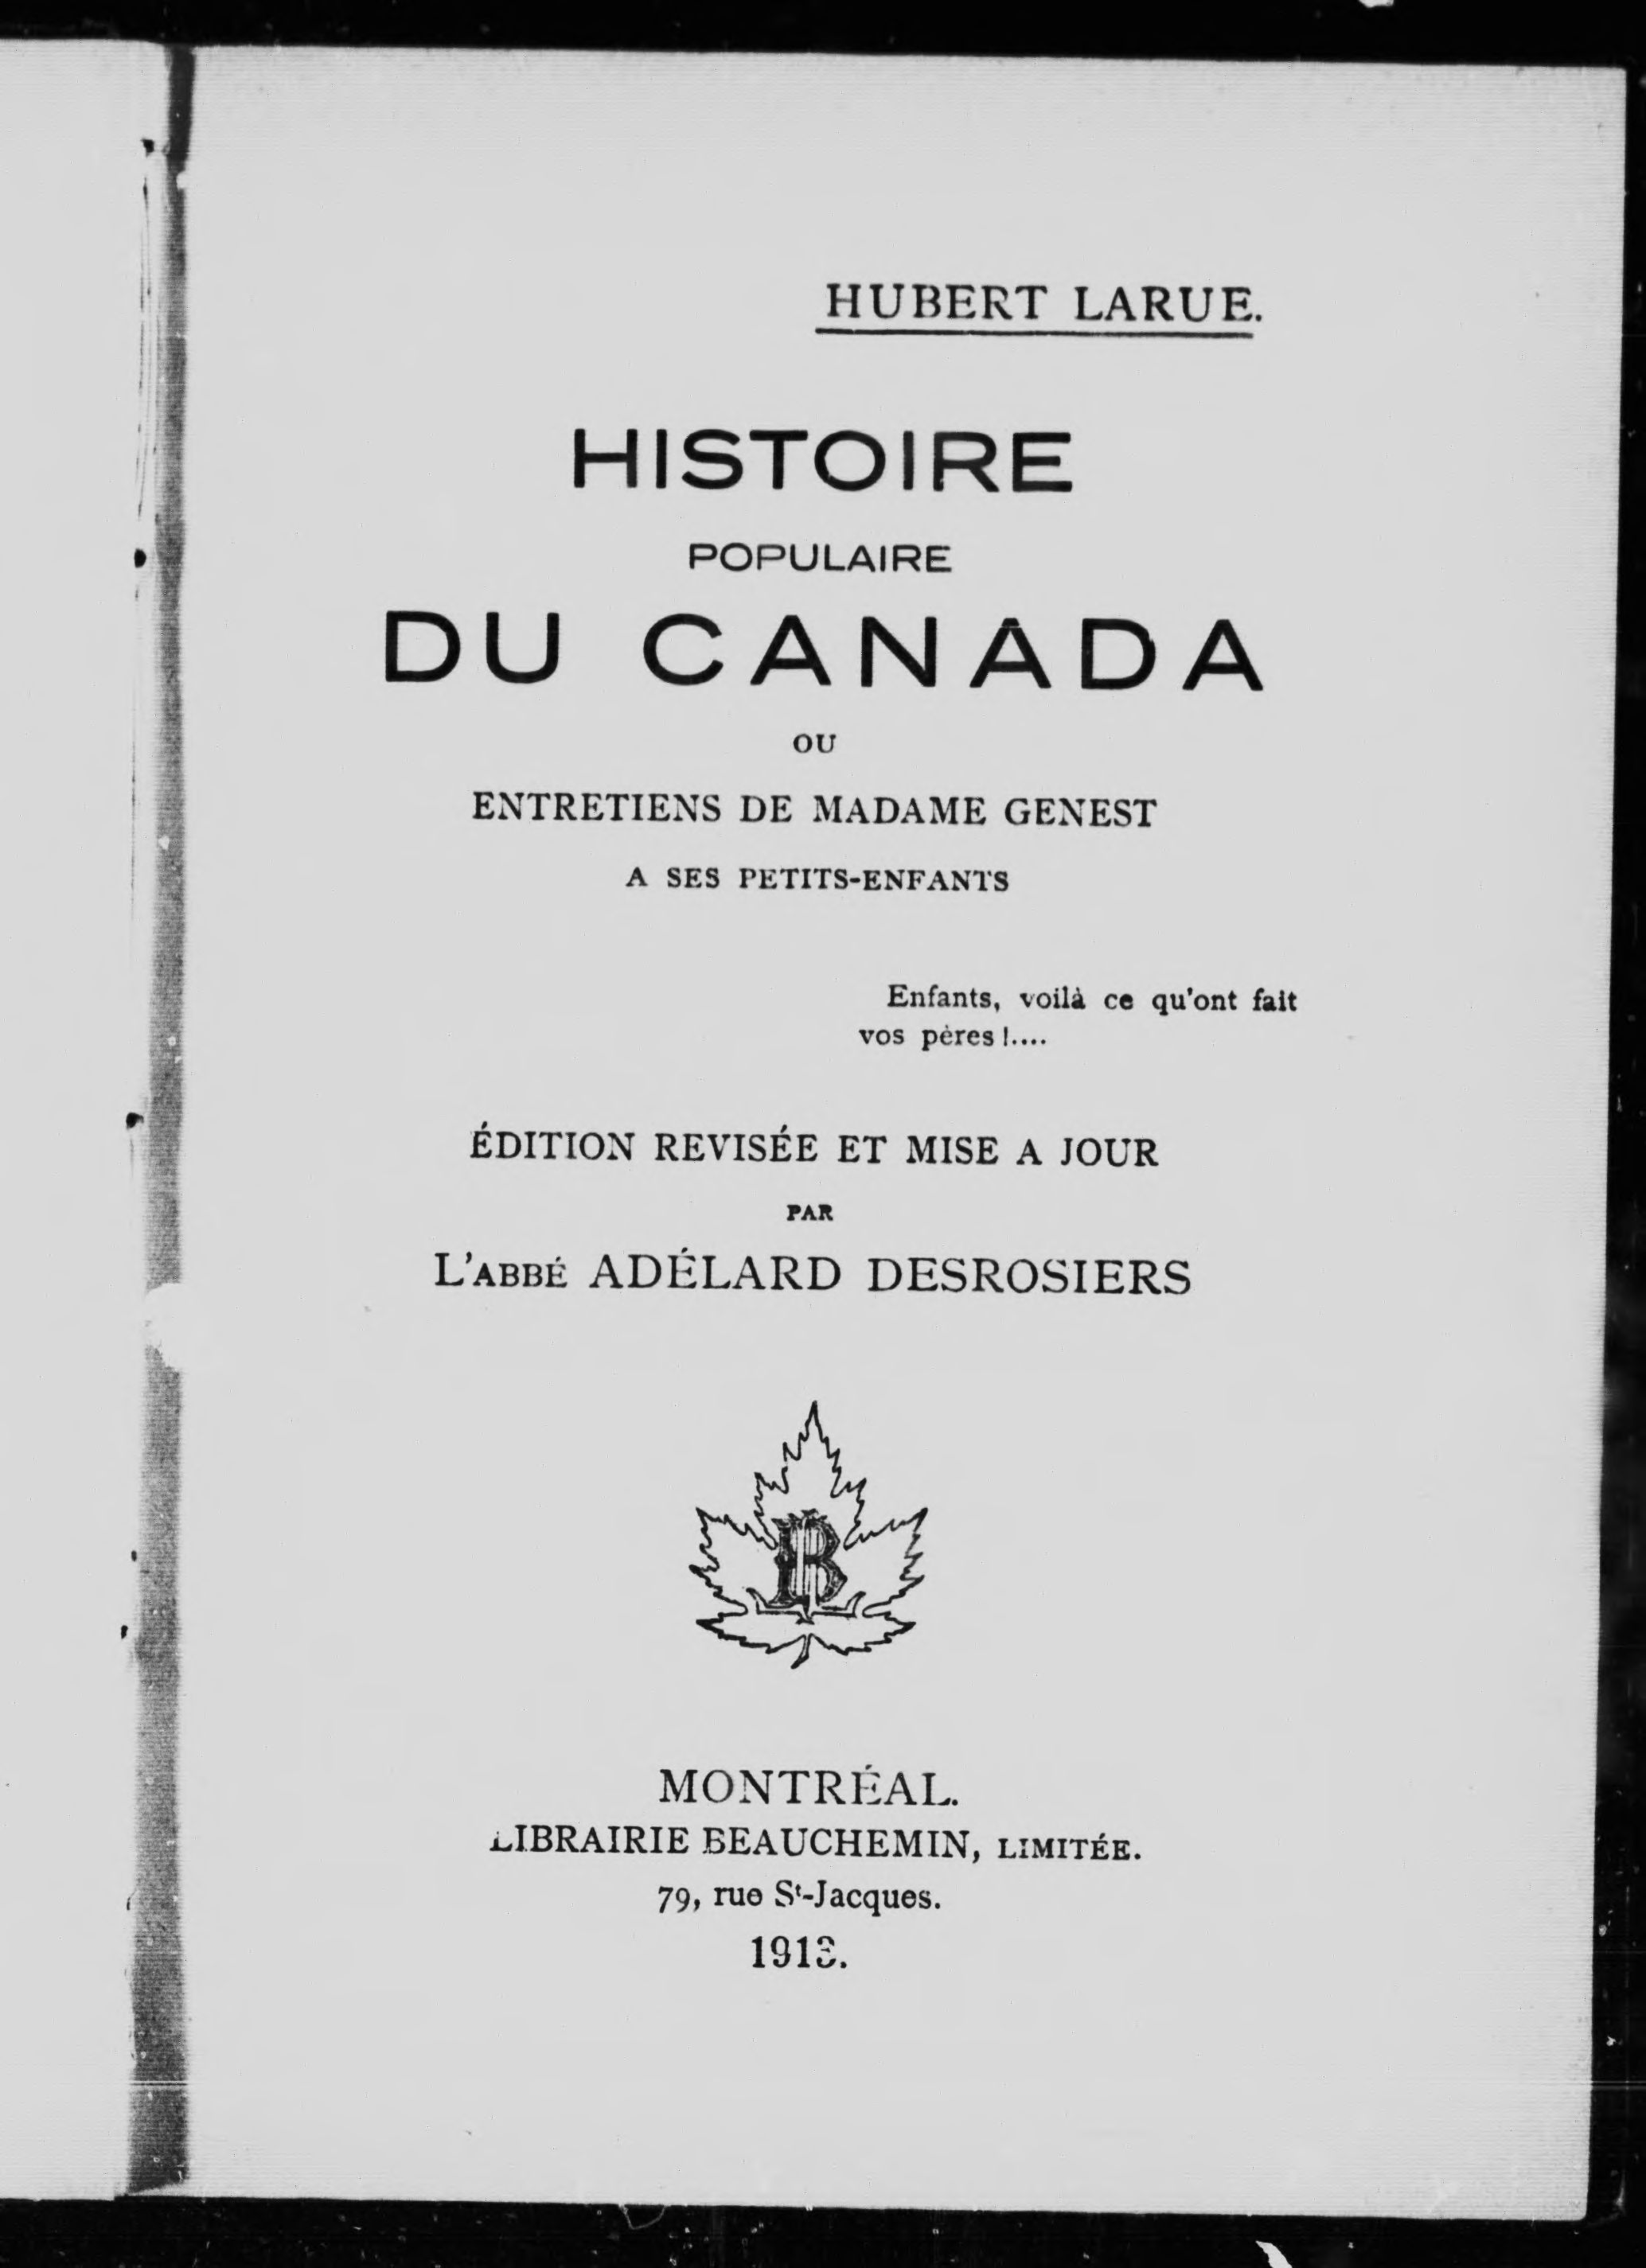 HUBERT LARUE.
HISTOIRE
POPULAIRE
DU CANADA
OU
ENTRETIENS DE MADAME GENEST
A SES PETITS-ENFANTS
Enfants, voilà ce qu'ont fait
vos pères !....
ÉDITION REVISÉE ET MISE A JOUR
PAR
L'ABBÉ ADÉLARD DESROSIERS
LB
MONTRÉAL.
LIBRAIRIE BEAUCHEMIN, LIMITÉE.
79, rue St-Jacques.
1913.